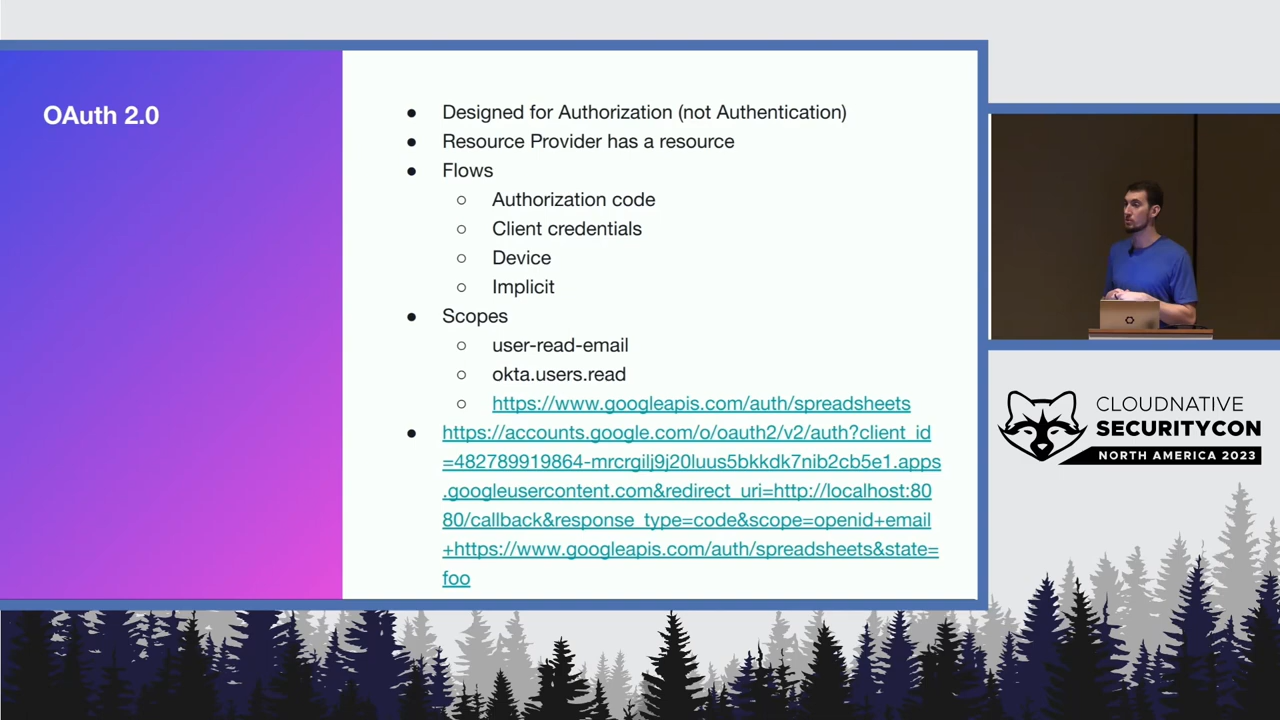 OAuth 2.0
● Designed for Authorization (not Authentication)
● Resource Provider has a resource
● Flows
○ Authorization code
○ Client credentials
○ Device
○ Implicit
● Scopes
○ user-read-email
○ okta.users.read
○ https://www.googleapis.com/auth/spreadsheets
● https://accounts.google.com/o/oauth2/v2/auth?client_id
=482789919864-mrcrgilj9j20luus5bkkdk7nib2cb5e1.apps
.googleusercontent.com&redirect_uri=http://localhost:80
80/callback&response_type=code&scope=openid+email
+https://www.googleapis.com/auth/spreadsheets&state=
foo
CLOUDNATIVE
SECURITYCON
NORTH AMERICA 2023